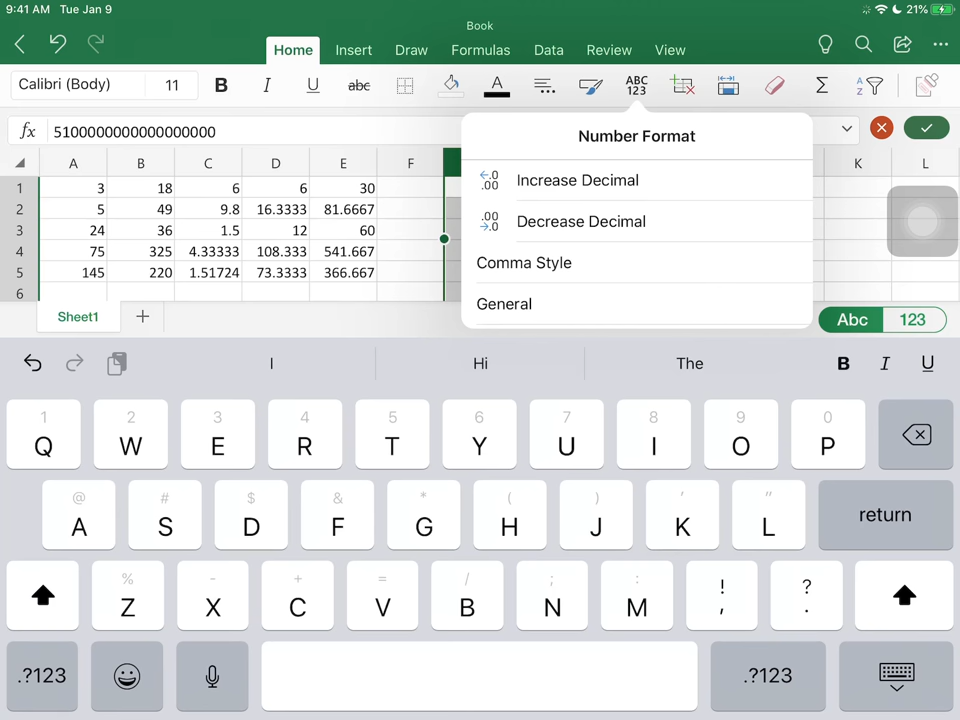 9:41 AM Tue Jan 9 21%
Book
Home Insert Draw Formulas Data Review View
Calibri (Body) 11 B I U abc A ABC 123 Σ A Z
fx 5100000000000000000
Number Format
Increase Decimal
Decrease Decimal
Comma Style
General
A B C D E F K L
1 3 18 6 6 30
2 5 49 9.8 16.3333 81.6667
3 24 36 1.5 12 60
4 75 325 4.33333 108.333 541.667
5 145 220 1.51724 73.3333 366.667
6
Sheet1 +
Abc 123
I Hi The B I U
1 2 3 4 5 6 7 8 9 0
Q W E R T Y U I O P
@ # $ & * ( ) ' "
A S D F G H J K L return
% - + = / ; : ! ?
Z X C V B N M , .
.?123 .?123